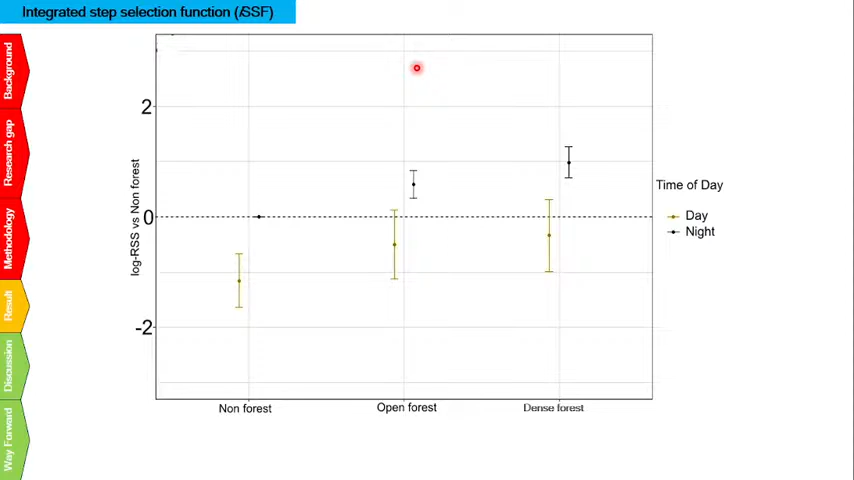 Integrated step selection function (iSSF)
Background
Research gap
Methodology
Result
Discussion
Way Forward
log-RSS vs Non forest
2
0
-2
Non forest
Open forest
Dense forest
Time of Day
Day
Night